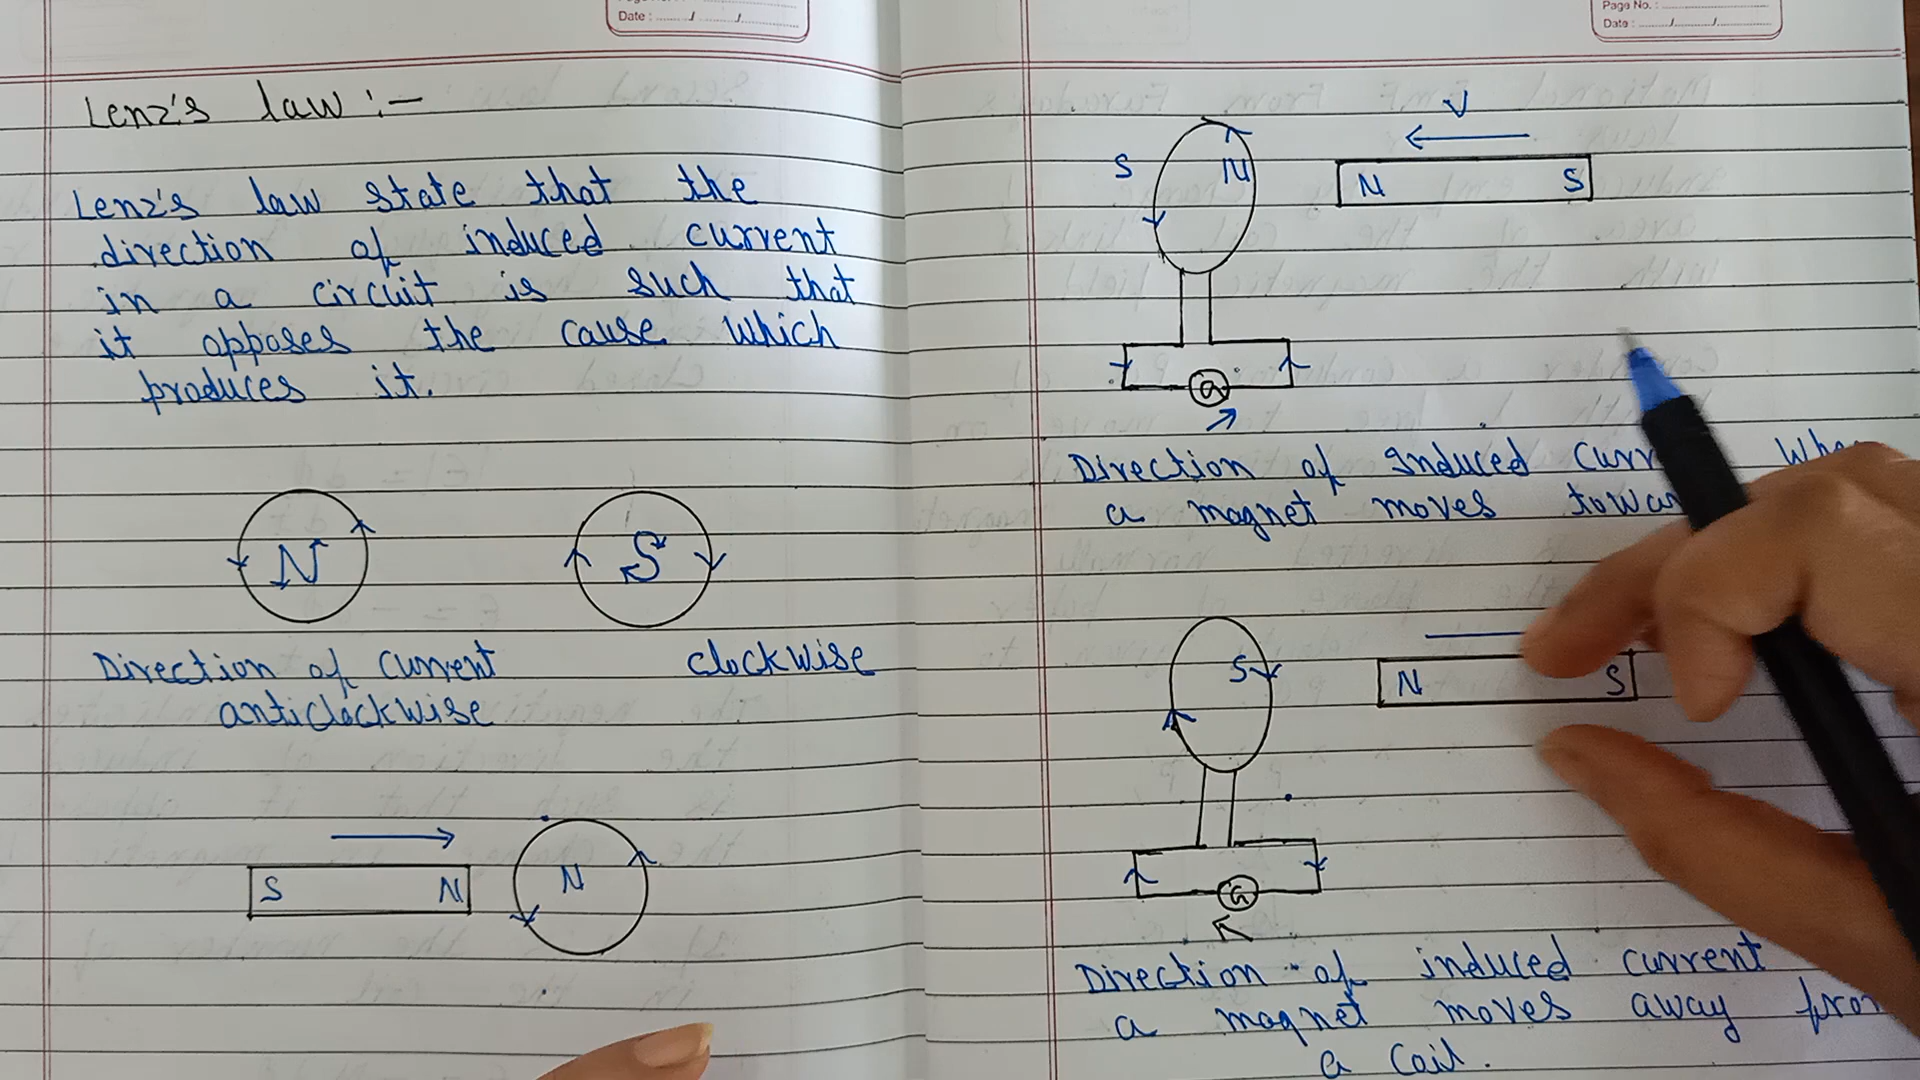 Date : ......../......../........
Page No. :
Date : ......../......../........
Lenz's law :-
Lenz's law state that the
direction of induced current
in a circuit is such that
it opposes the cause which
produces it.
N S
Direction of current clockwise
anticlockwise
S N N
V
S N N S
G
Direction of Induced Curr
a magnet moves
S N S
G
Direction of induced current
a magnet moves away
a coil.